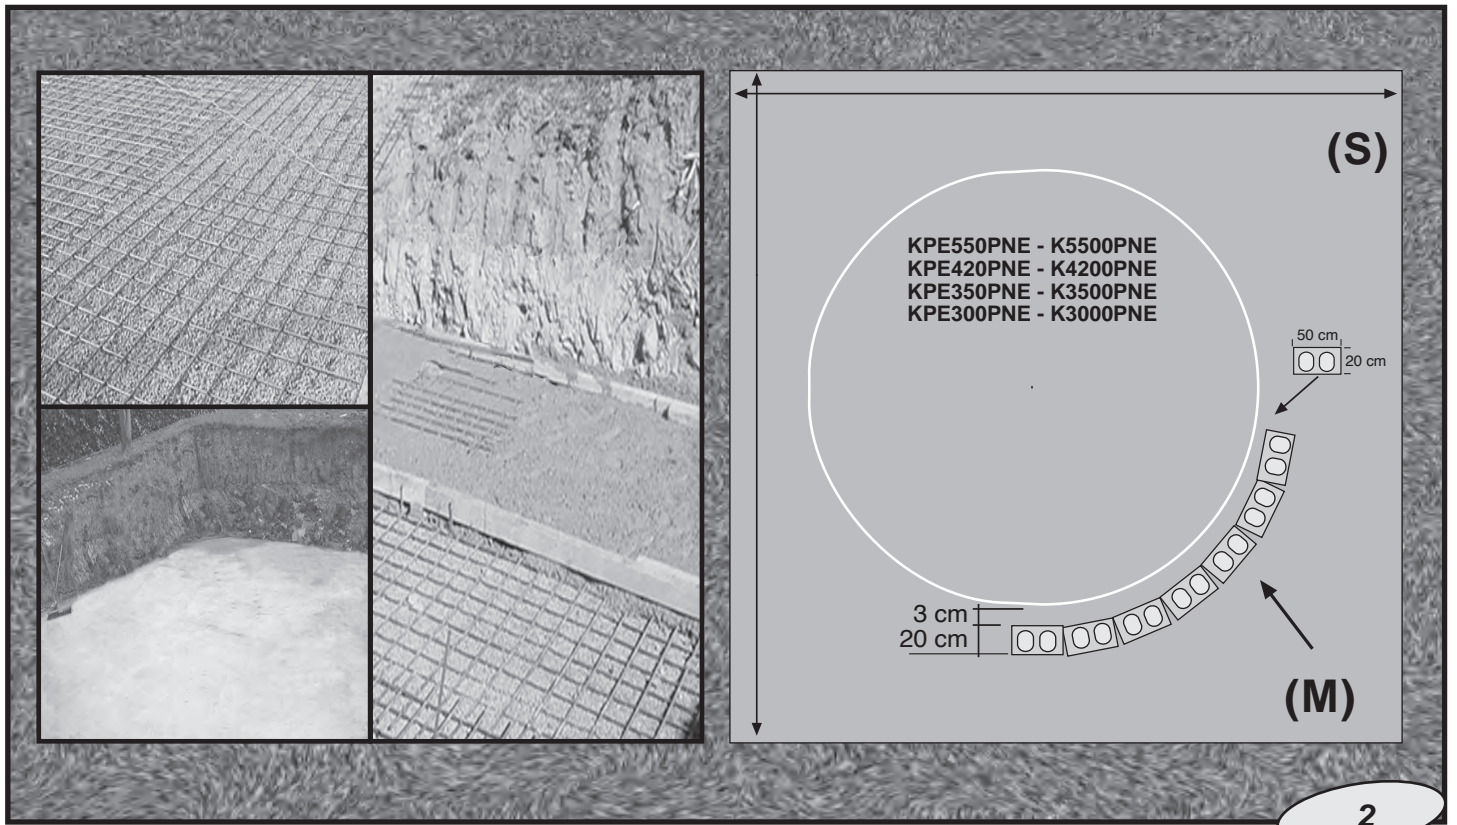 (S)
KPE550PNE - K5500PNE
KPE420PNE - K4200PNE
KPE350PNE - K3500PNE
KPE300PNE - K3000PNE
50 cm
20 cm
3 cm
20 cm
(M)
2